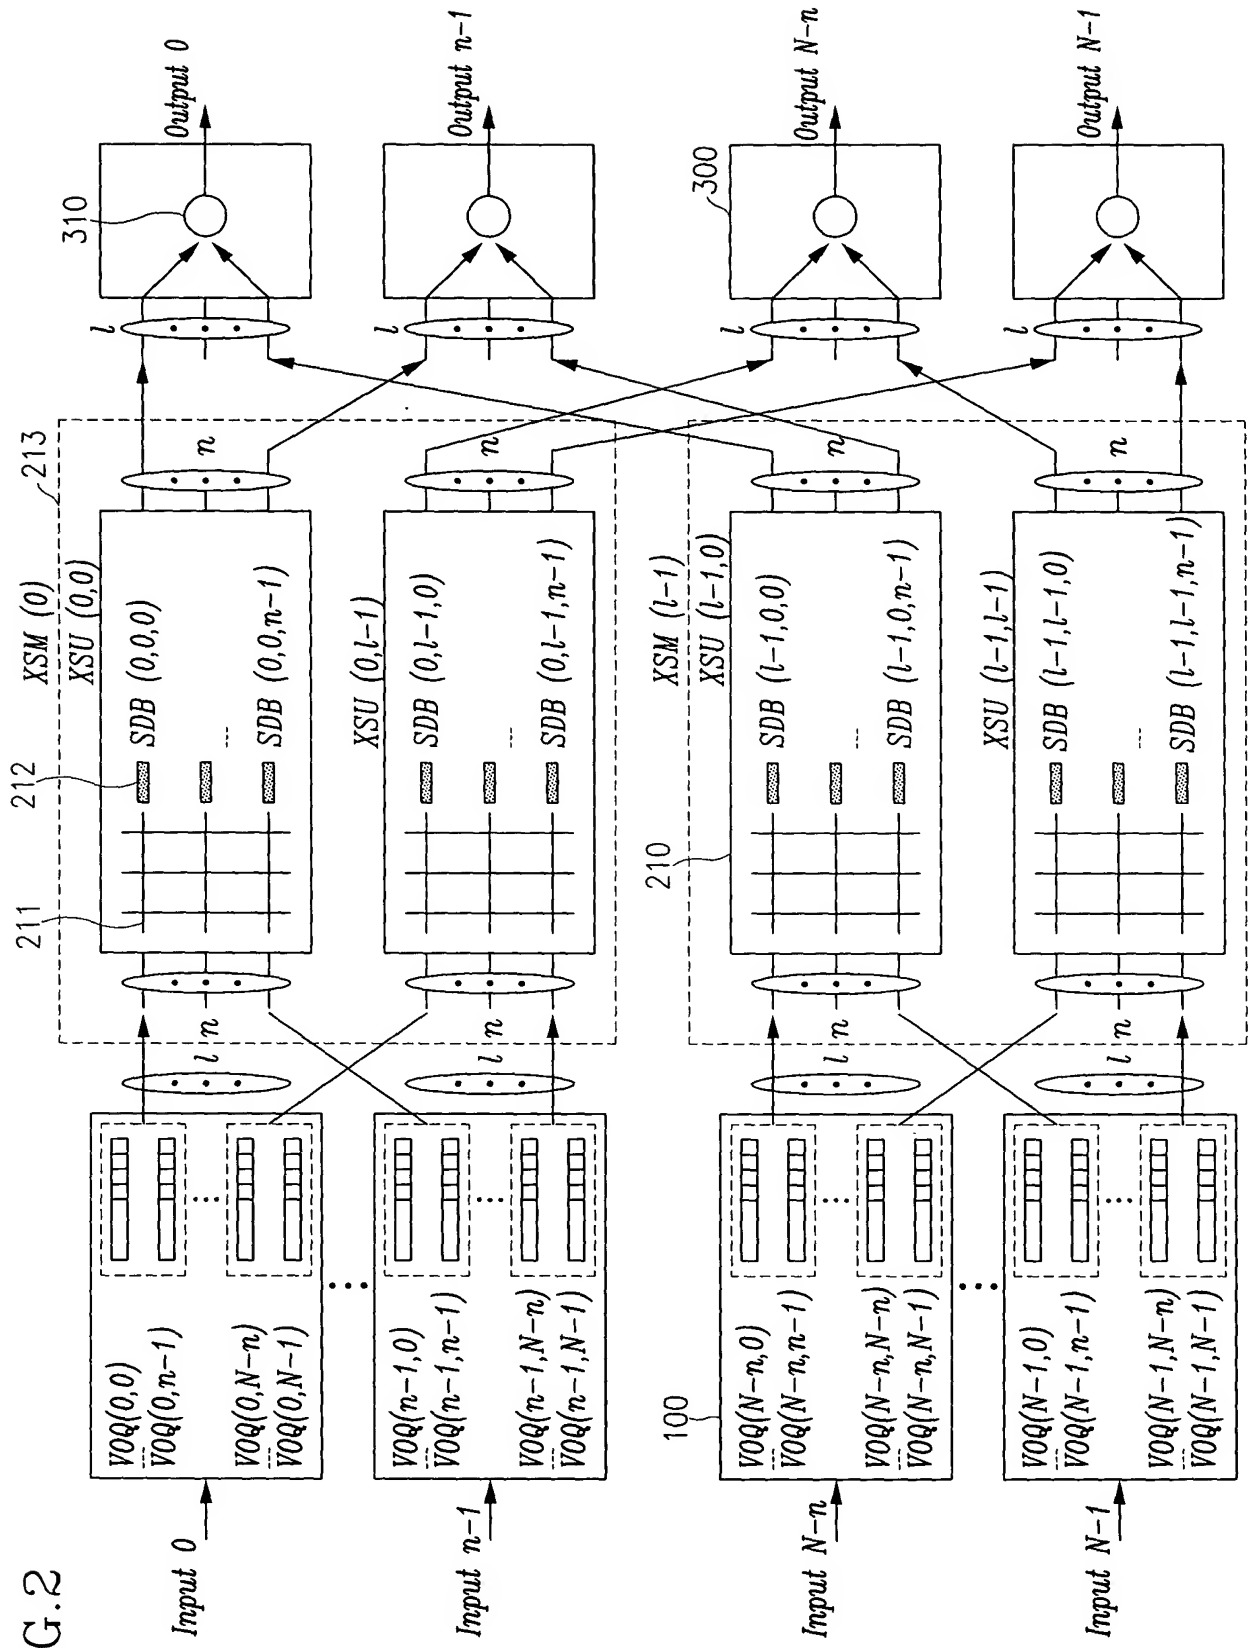 G.2
Input 0
VOQ(0,0)
VOQ(0,n-1)
VOQ(0,N-n)
VOQ(0,N-1)
Input n-1
VOQ(n-1,0)
VOQ(n-1,n-1)
VOQ(n-1,N-n)
VOQ(n-1,N-1)
100
Input N-n
VOQ(N-n,0)
VOQ(N-n,n-1)
VOQ(N-n,N-n)
VOQ(N-n,N-1)
Input N-1
VOQ(N-1,0)
VOQ(N-1,n-1)
VOQ(N-1,N-n)
VOQ(N-1,N-1)
l
n
l
n
l
n
l
n
211
212
213
XSM (0)
XSU (0,0)
SDB (0,0,0)
SDB (0,0,n-1)
n
XSU (0,l-1)
SDB (0,l-1,0)
SDB (0,l-1,n-1)
n
210
XSM (l-1)
XSU (l-1,0)
SDB (l-1,0,0)
SDB (l-1,0,n-1)
n
XSU (l-1,l-1)
SDB (l-1,l-1,0)
SDB (l-1,l-1,n-1)
n
l
310
Output 0
l
Output n-1
l
300
Output N-n
l
Output N-1